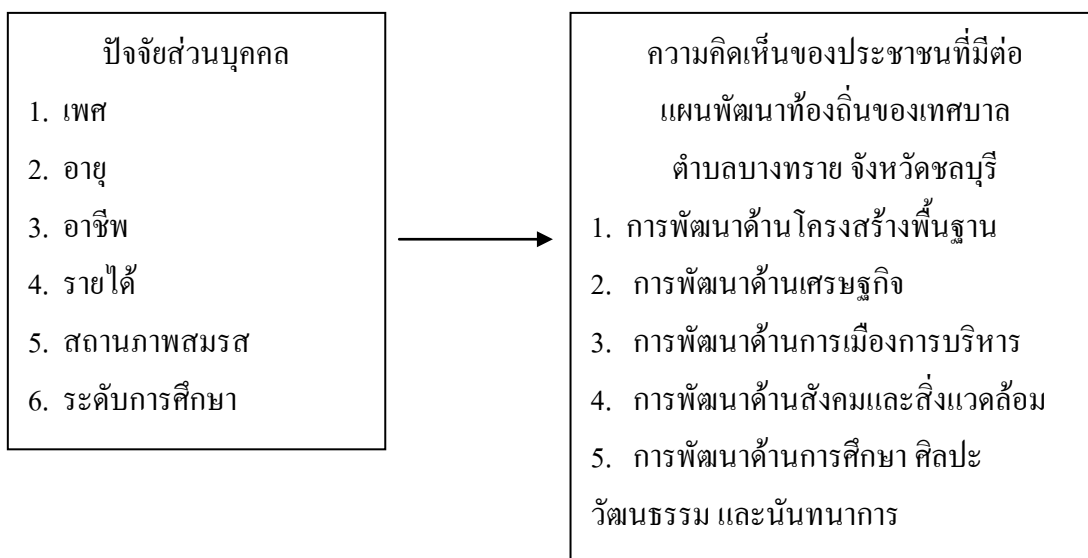 ปัจจัยส่วนบุคคล
1. เพศ
2. อายุ
3. อาชีพ
4. รายได้
5. สถานภาพสมรส
6. ระดับการศึกษา
ความคิดเห็นของประชาชนที่มีต่อ
แผนพัฒนาท้องถิ่นของเทศบาล
ตำบลบางทราย จังหวัดชลบุรี
1. การพัฒนาด้านโครงสร้างพื้นฐาน
2. การพัฒนาด้านเศรษฐกิจ
3. การพัฒนาด้านการเมืองการบริหาร
4. การพัฒนาด้านสังคมและสิ่งแวดล้อม
5. การพัฒนาด้านการศึกษา ศิลปะ
วัฒนธรรม และนันทนาการ